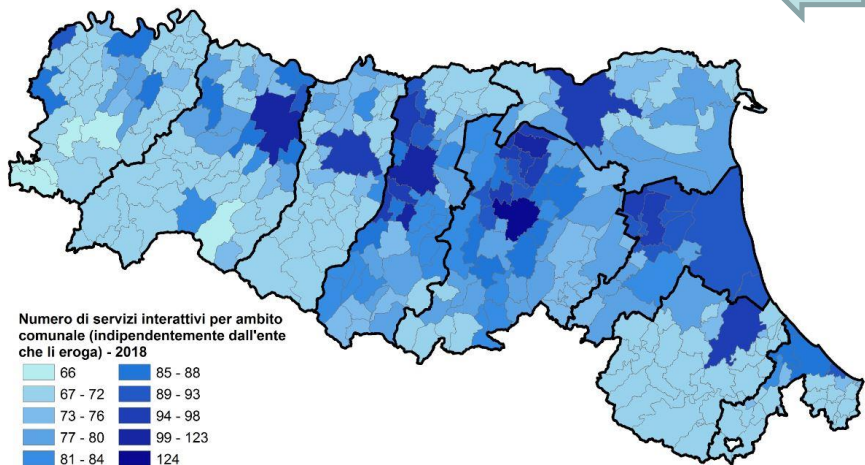 Numero di servizi interattivi per ambito
comunale (indipendentemente dall'ente
che li eroga) - 2018
66
67 - 72
73 - 76
77 - 80
81 - 84
85 - 88
89 - 93
94 - 98
99 - 123
124